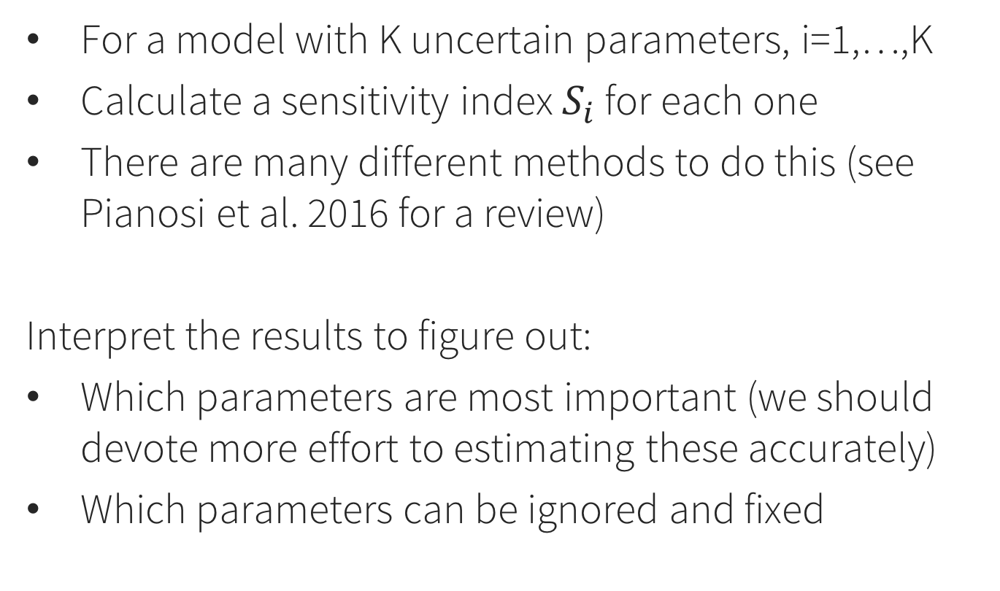 • For a model with K uncertain parameters, i=1,…,K
• Calculate a sensitivity index S_i for each one
• There are many different methods to do this (see
Pianosi et al. 2016 for a review)
Interpret the results to figure out:
• Which parameters are most important (we should
devote more effort to estimating these accurately)
• Which parameters can be ignored and fixed